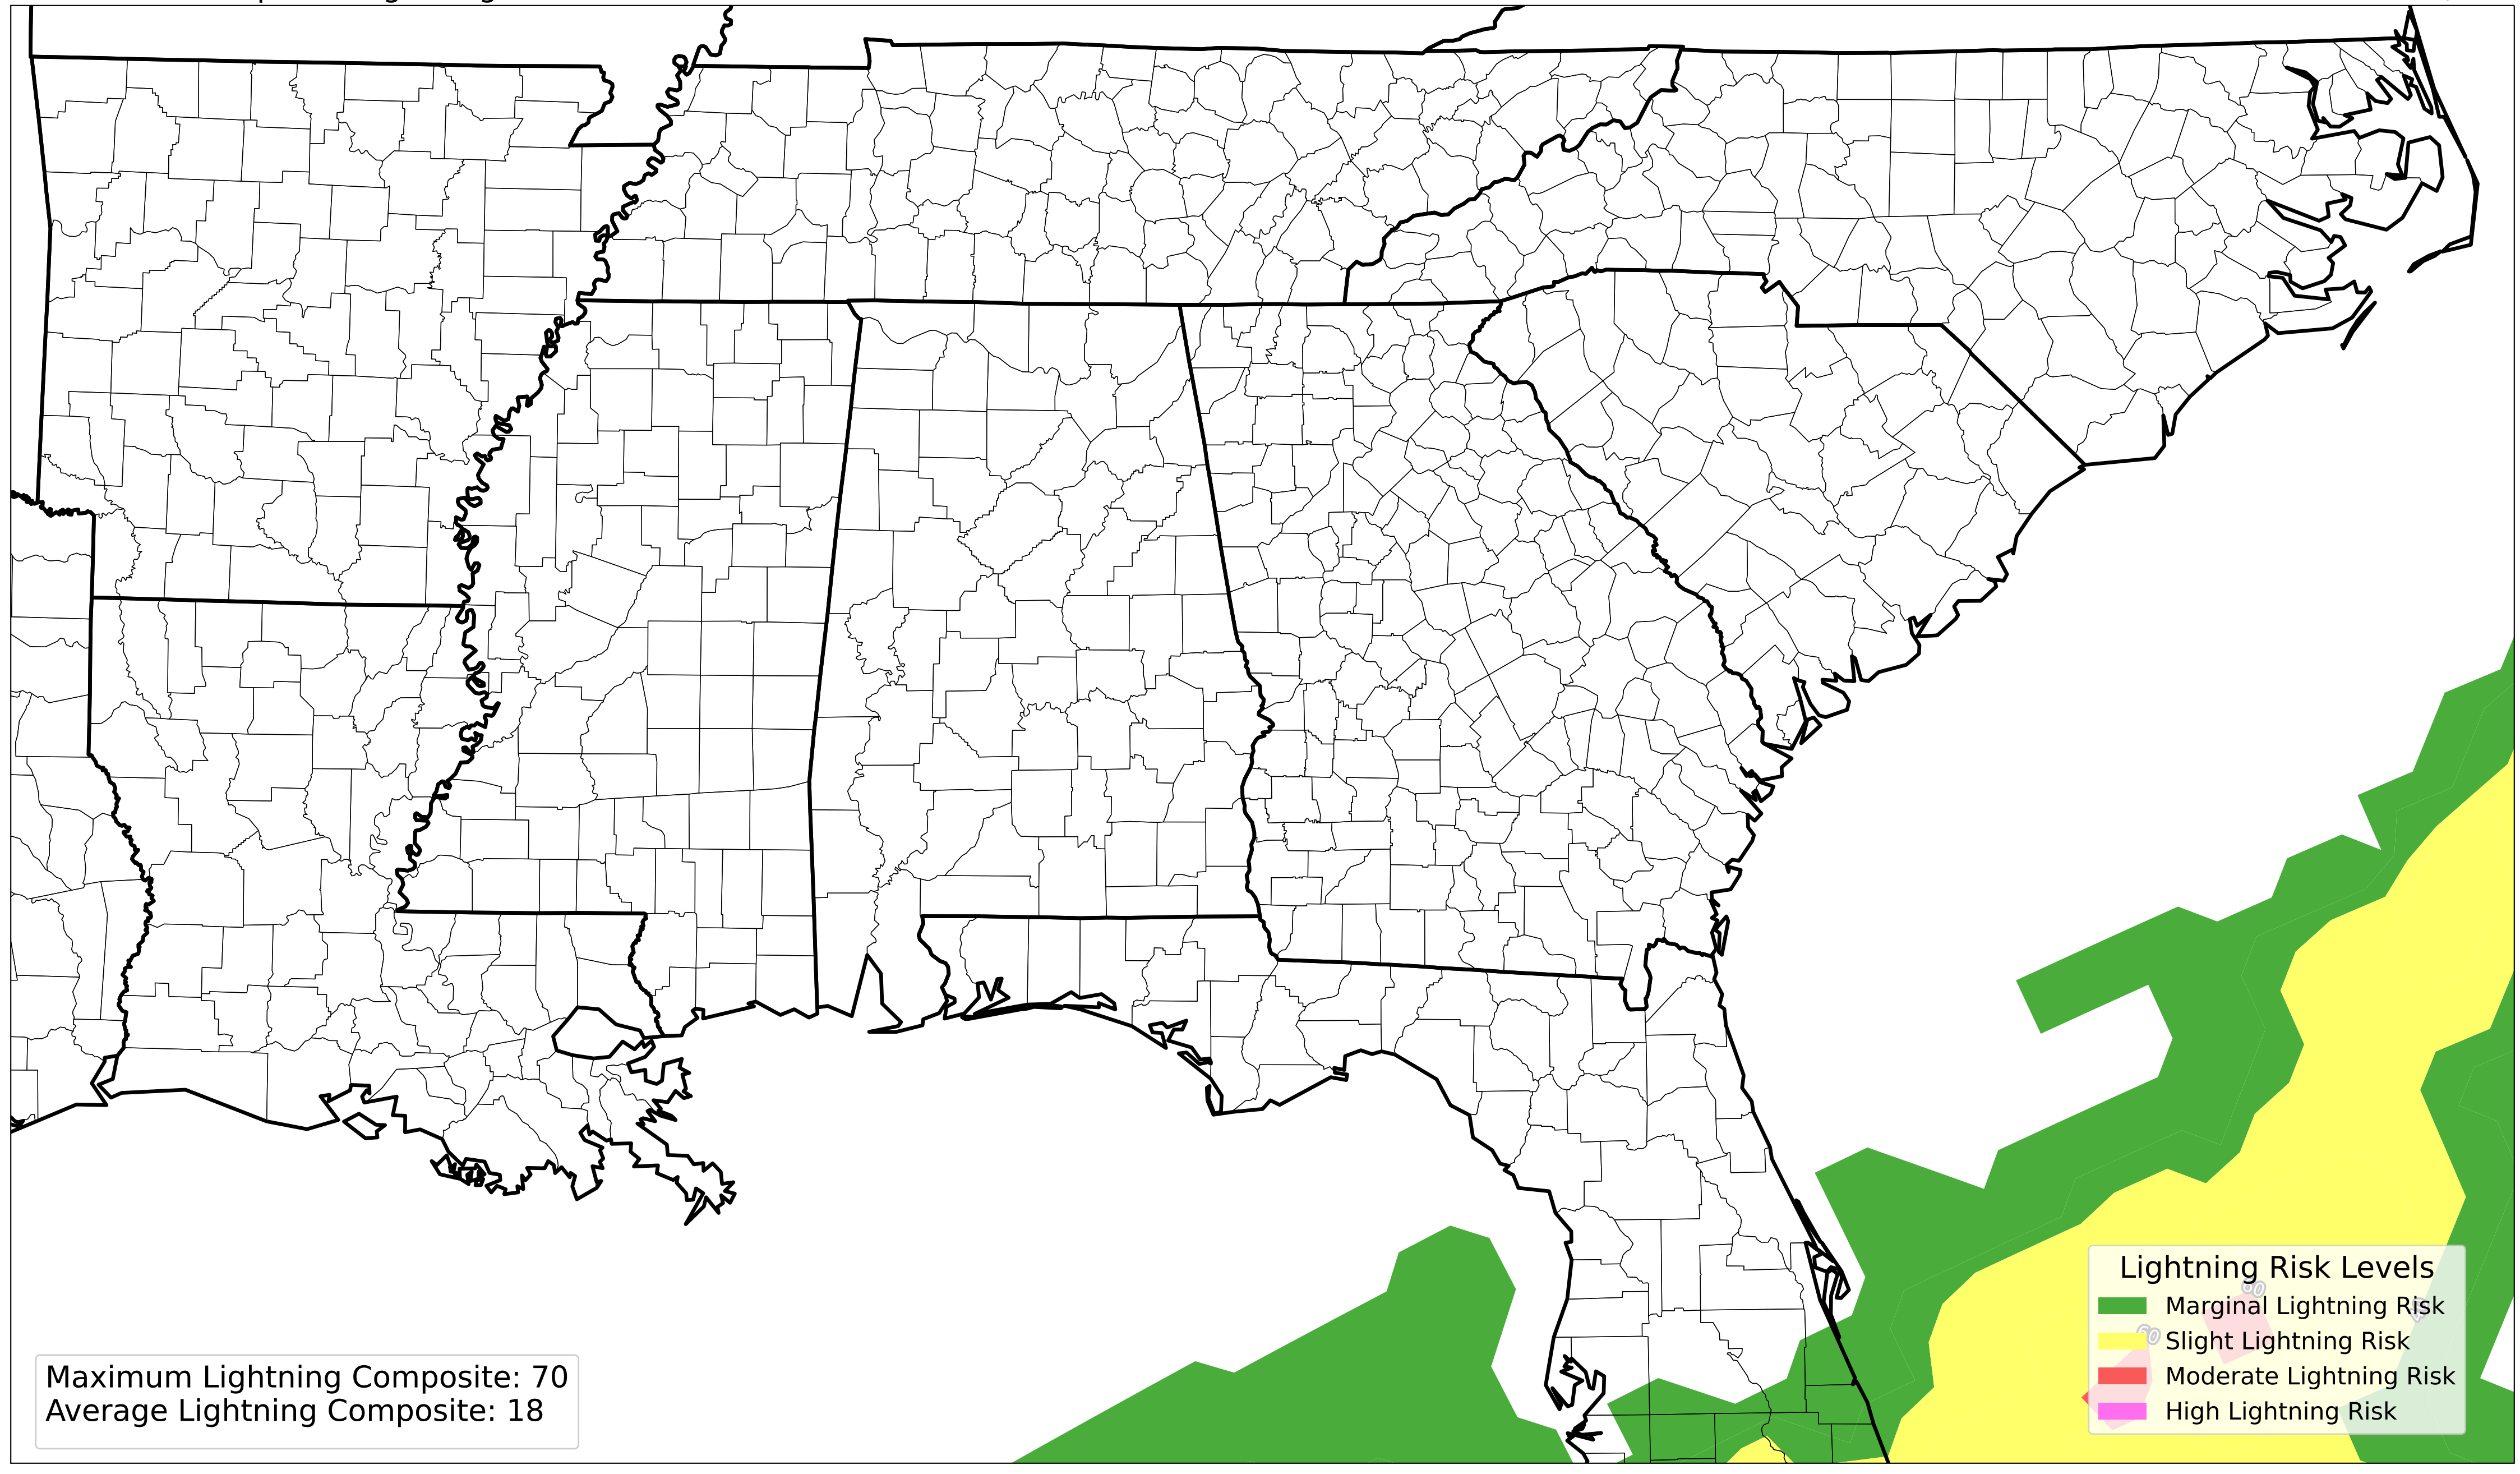 Maximum Lightning Composite: 70
Average Lightning Composite: 18
Lightning Risk Levels
Marginal Lightning Risk
Slight Lightning Risk
Moderate Lightning Risk
High Lightning Risk
60